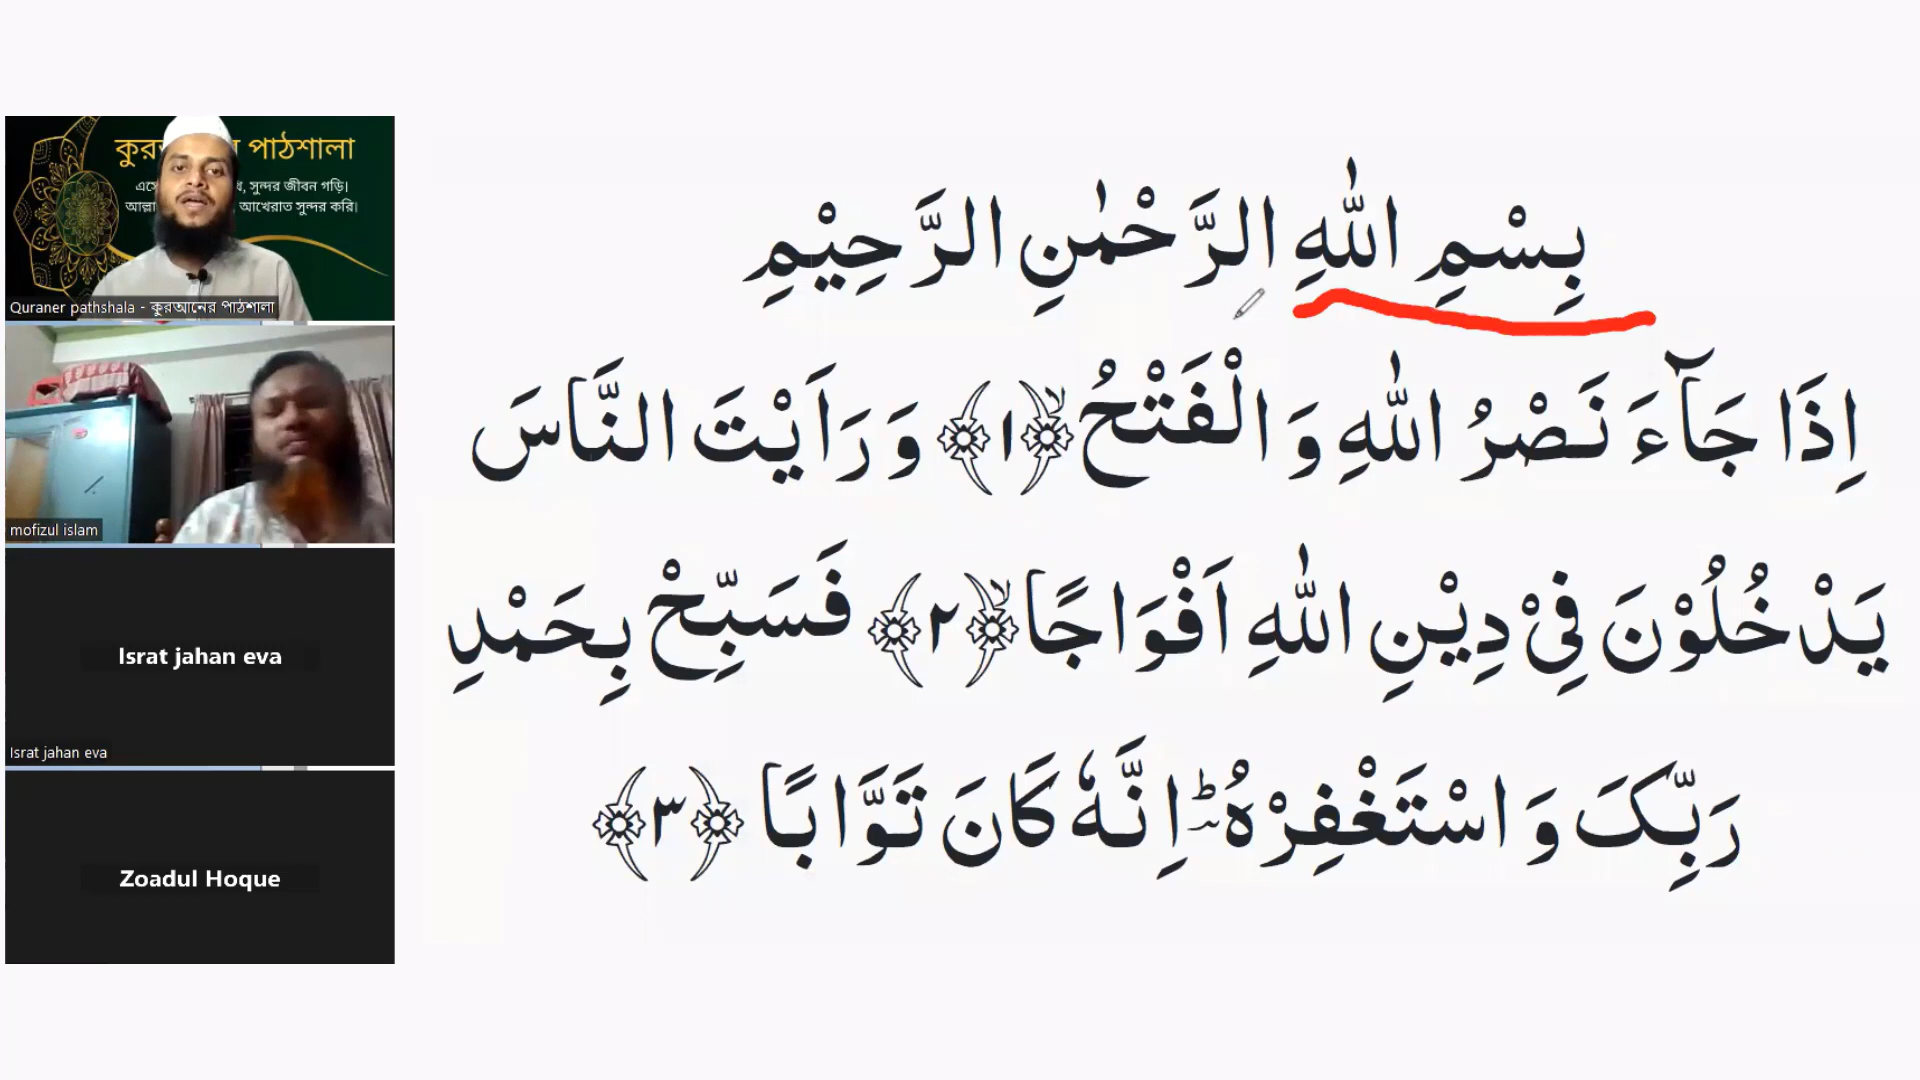 কুর পাঠশালা
এসো, সুন্দর জীবন গড়ি।
আখেরাত সুন্দর করি।
Quraner pathshala - কুরআনের পাঠশালা
mofizul islam
Israt jahan eva
Israt jahan eva
Zoadul Hoque
بِسْمِ اللّٰهِ الرَّحْمٰنِ الرَّحِيْمِ
اِذَا جَآءَ نَصْرُ اللّٰهِ وَ الْفَتْحُ ۙ﴿۱﴾ وَ رَاَيْتَ النَّاسَ
يَدْخُلُوْنَ فِیْ دِيْنِ اللّٰهِ اَفْوَاجًا ۙ﴿۲﴾ فَسَبِّحْ بِحَمْدِ
رَبِّکَ وَ اسْتَغْفِرْهُ ؕؔ اِنَّهٗ کَانَ تَوَّابًا ﴿۳﴾